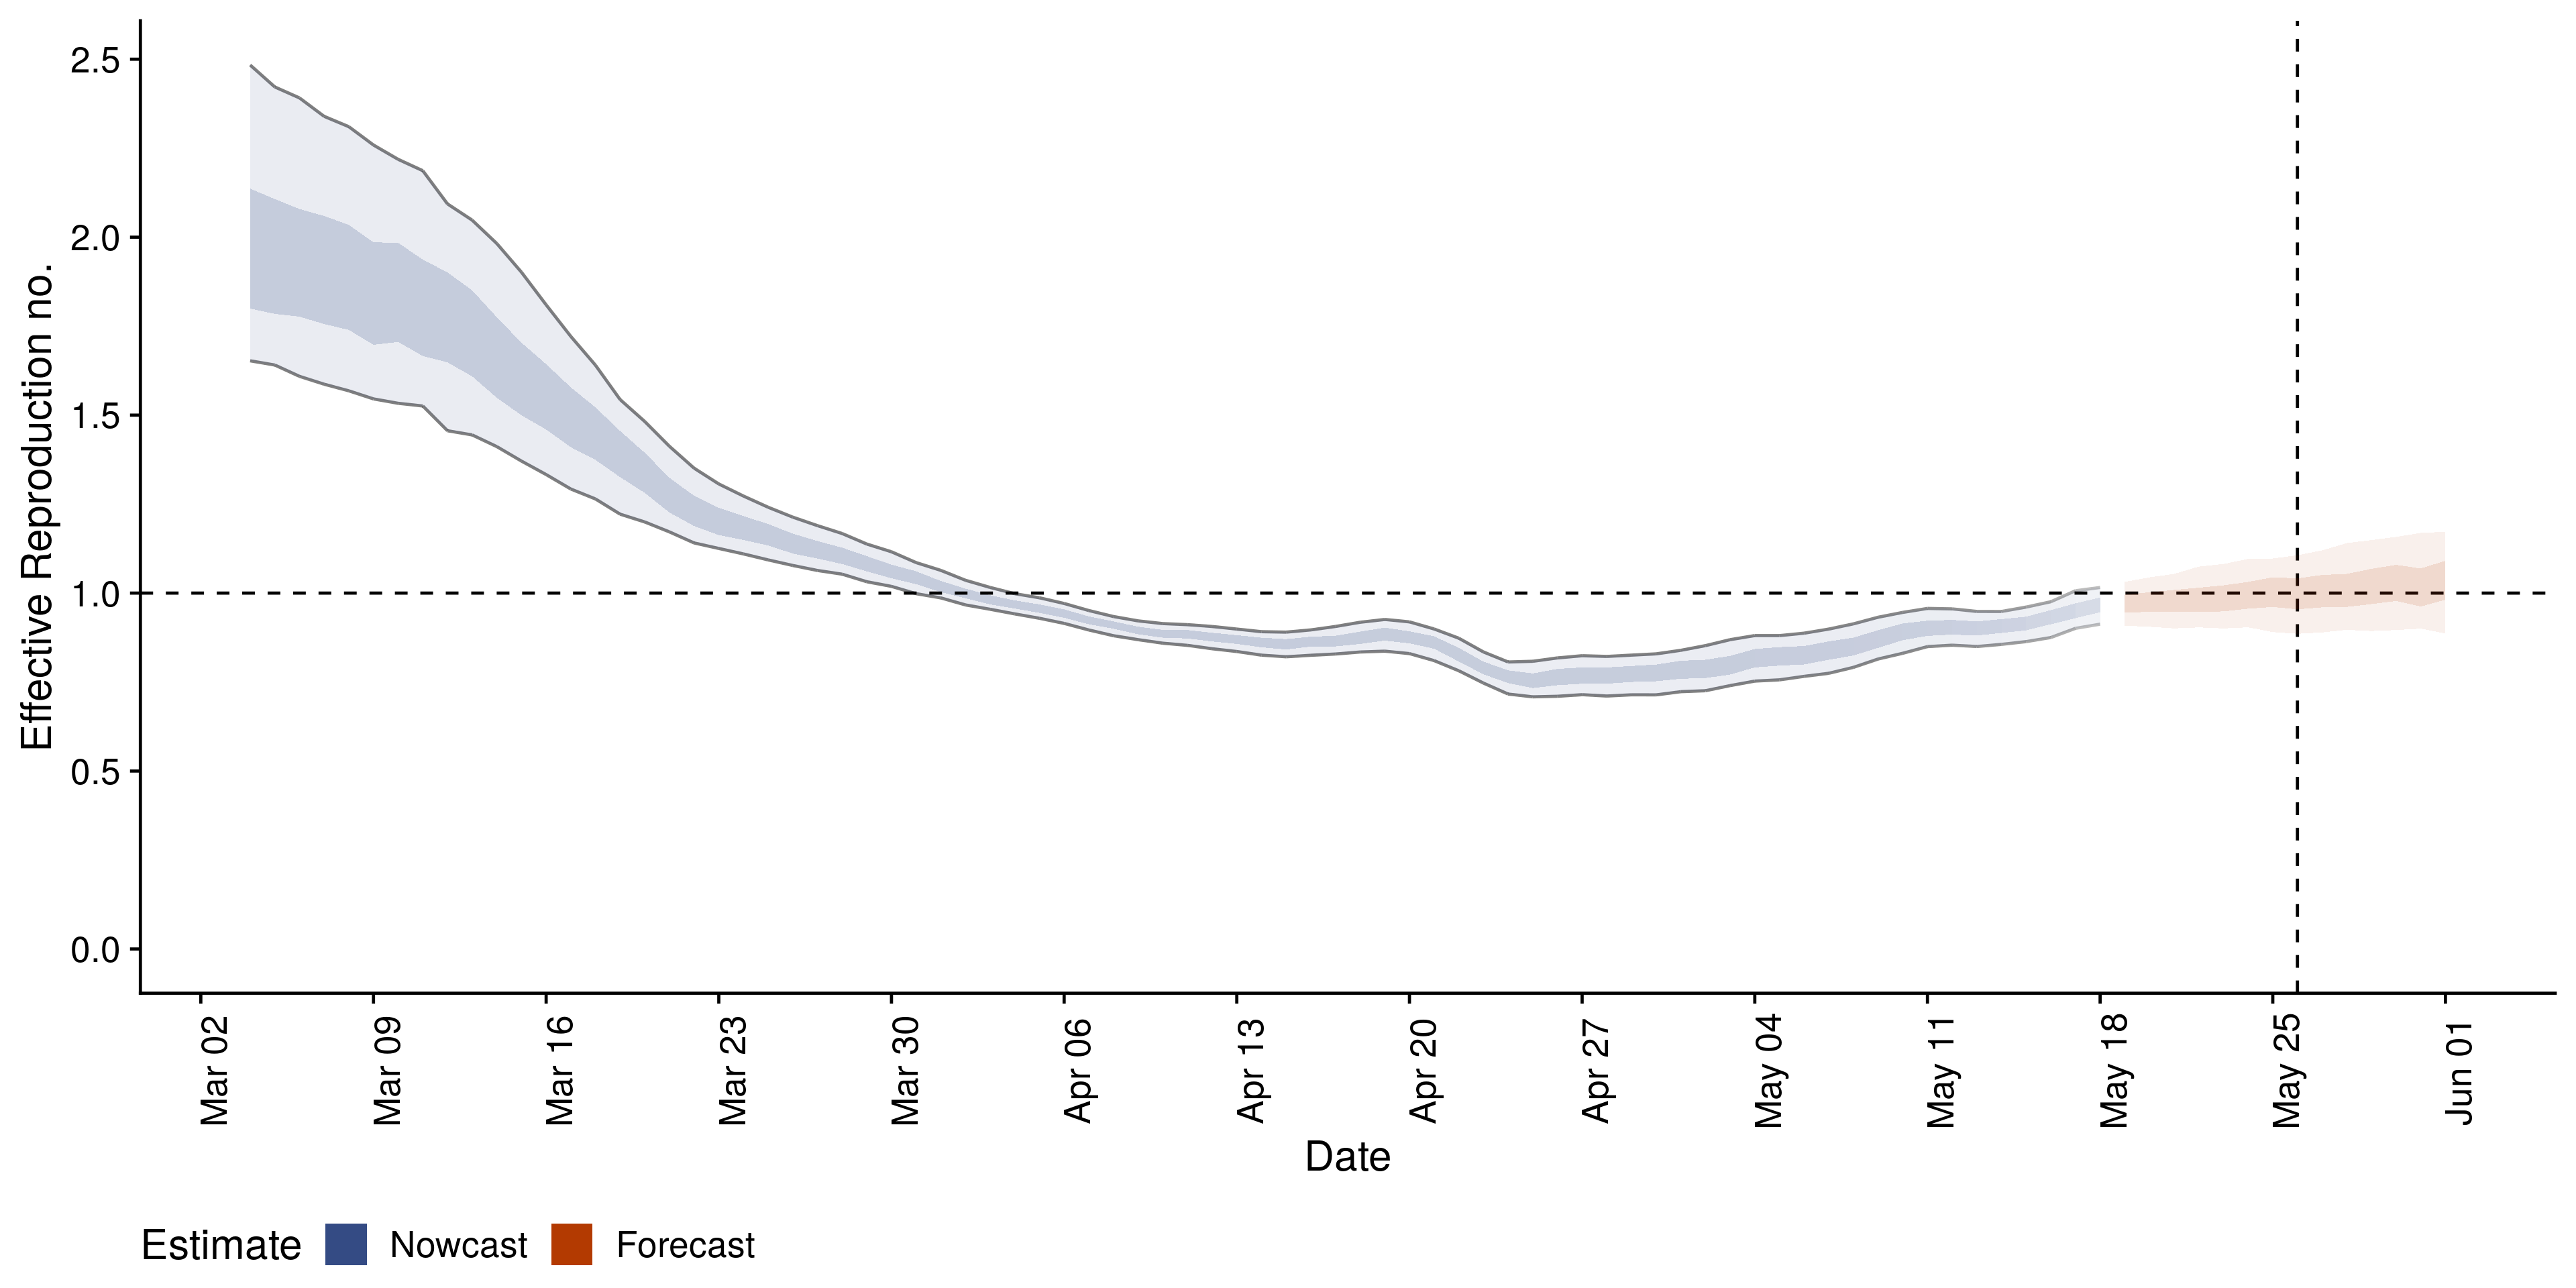 Effective Reproduction no.
2.5
2.0
1.5
1.0
0.5
0.0
Mar 02
Mar 09
Mar 16
Mar 23
Mar 30
Apr 06
Apr 13
Apr 20
Apr 27
May 04
May 11
May 18
May 25
Jun 01
Date
Estimate Nowcast Forecast